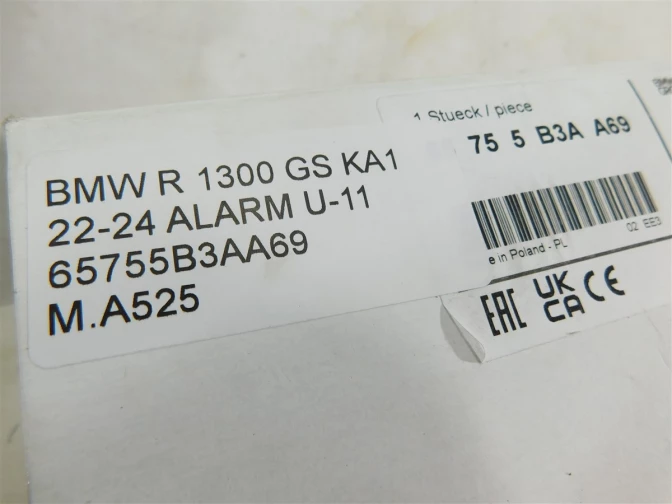 BMW R 1300 GS KA1
22-24 ALARM U-11
65755B3AA69
M.A525
1 Stueck / piece
75 5 B3A A69
e in Poland - PL
02 EE3
EAC UK CA CE